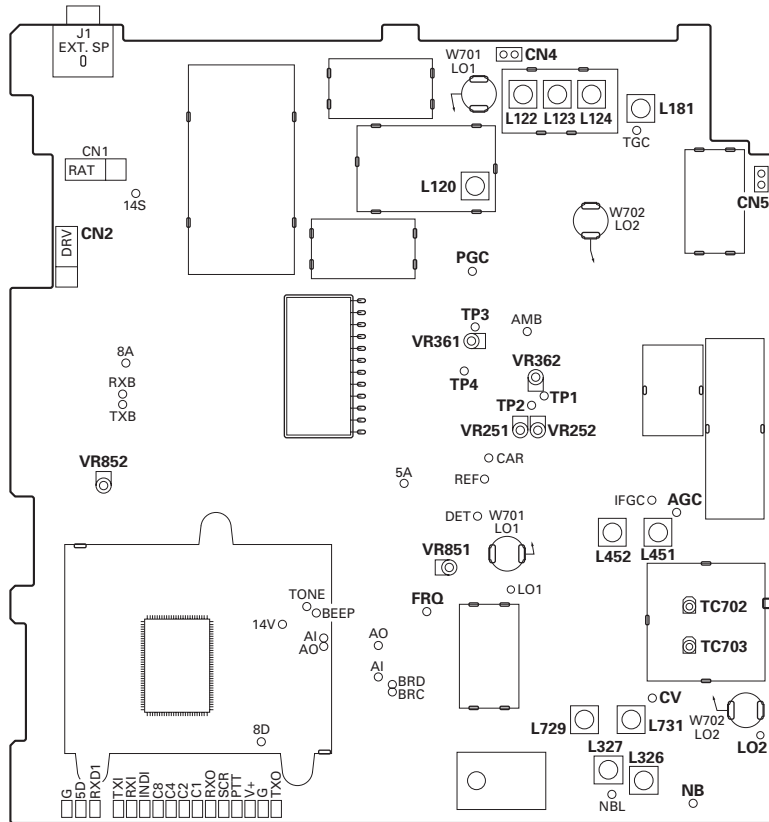 J1
EXT. SP
W701
LO1
CN4
L122
L123
L124
L181
TGC
CN1
RAT
14S
L120
CN5
W702
LO2
DRV
CN2
PGC
TP3
AMB
VR361
8A
VR362
TP4
RXB
TXB
TP2
TP1
VR251
VR252
VR852
CAR
5A
REF
IFGC
AGC
DET
W701
LO1
L452
L451
VR851
LO1
TONE
BEEP
FRQ
TC702
14V
AI
AO
AO
TC703
AI
BRD
BRC
CV
8D
L729
L731
W702
LO2
LO2
L327
L326
NBL
NB
G
5D
RXD1
TXI
RXI
INDI
C8
C4
C2
C1
RXO
SCR
PTT
V+
G
TXO